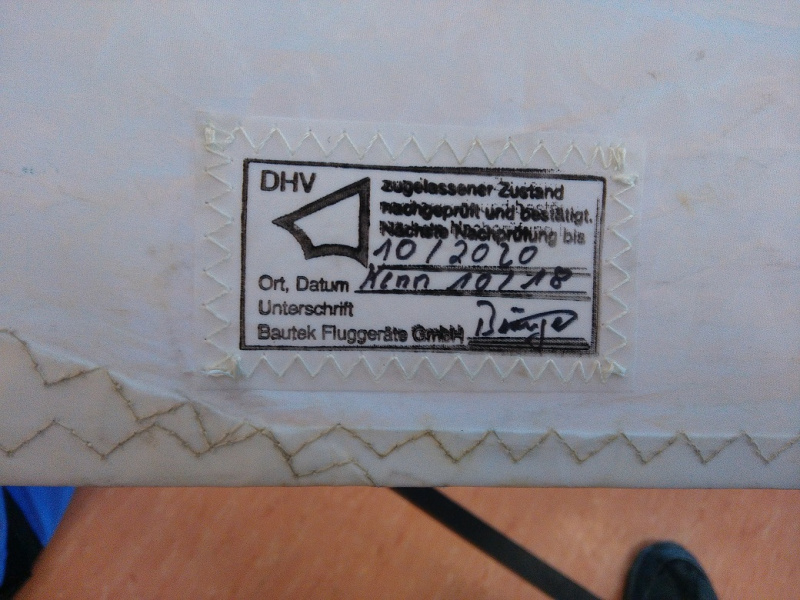 DHV
zugelassener Zustand
nachgeprüft und bestätigt.
Nächste Nachprüfung bis
10/2020
Ort, Datum Kenn 10/18
Unterschrift
Bautek Fluggeräte GmbH